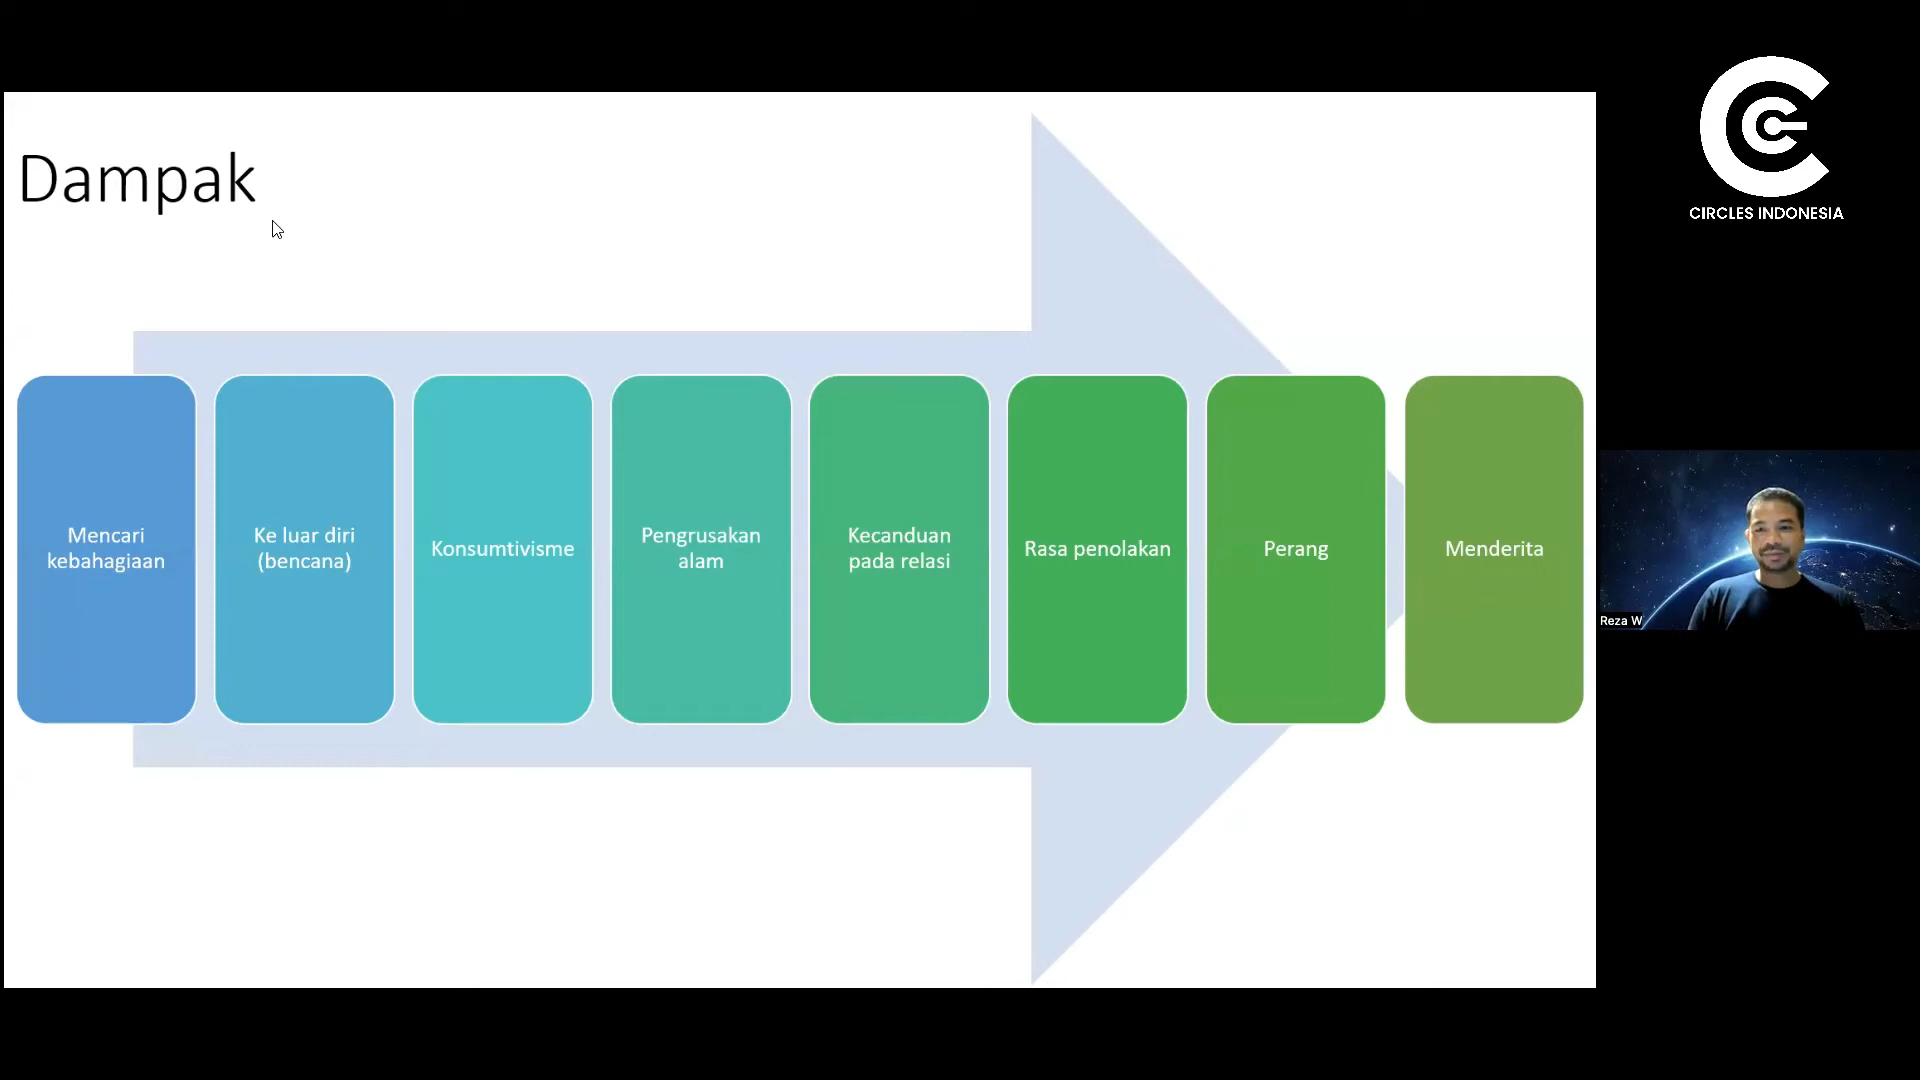 Dampak
Mencari
kebahagiaan
Ke luar diri
(bencana)
Konsumtivisme
Pengrusakan
alam
Kecanduan
pada relasi
Rasa penolakan
Perang
Menderita
CIRCLES INDONESIA
Reza W